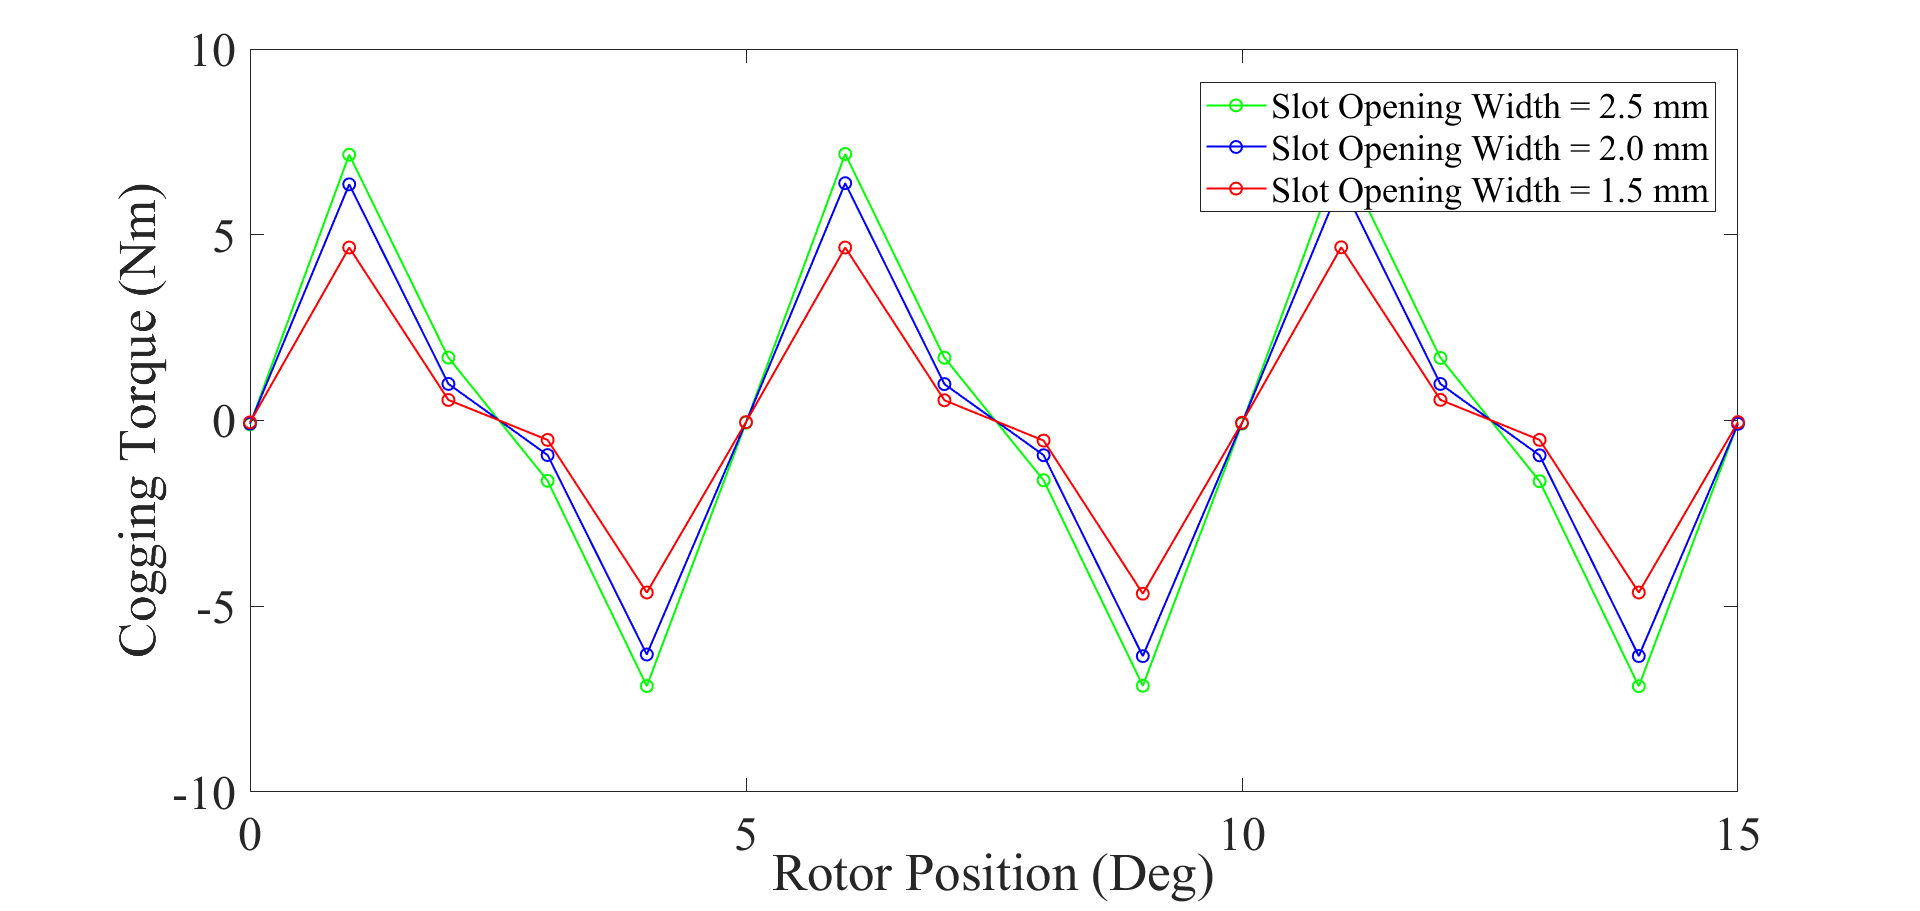 10
5
0
-5
-10
Cogging Torque (Nm)
Slot Opening Width = 2.5 mm
Slot Opening Width = 2.0 mm
Slot Opening Width = 1.5 mm
0 5 10 15
Rotor Position (Deg)